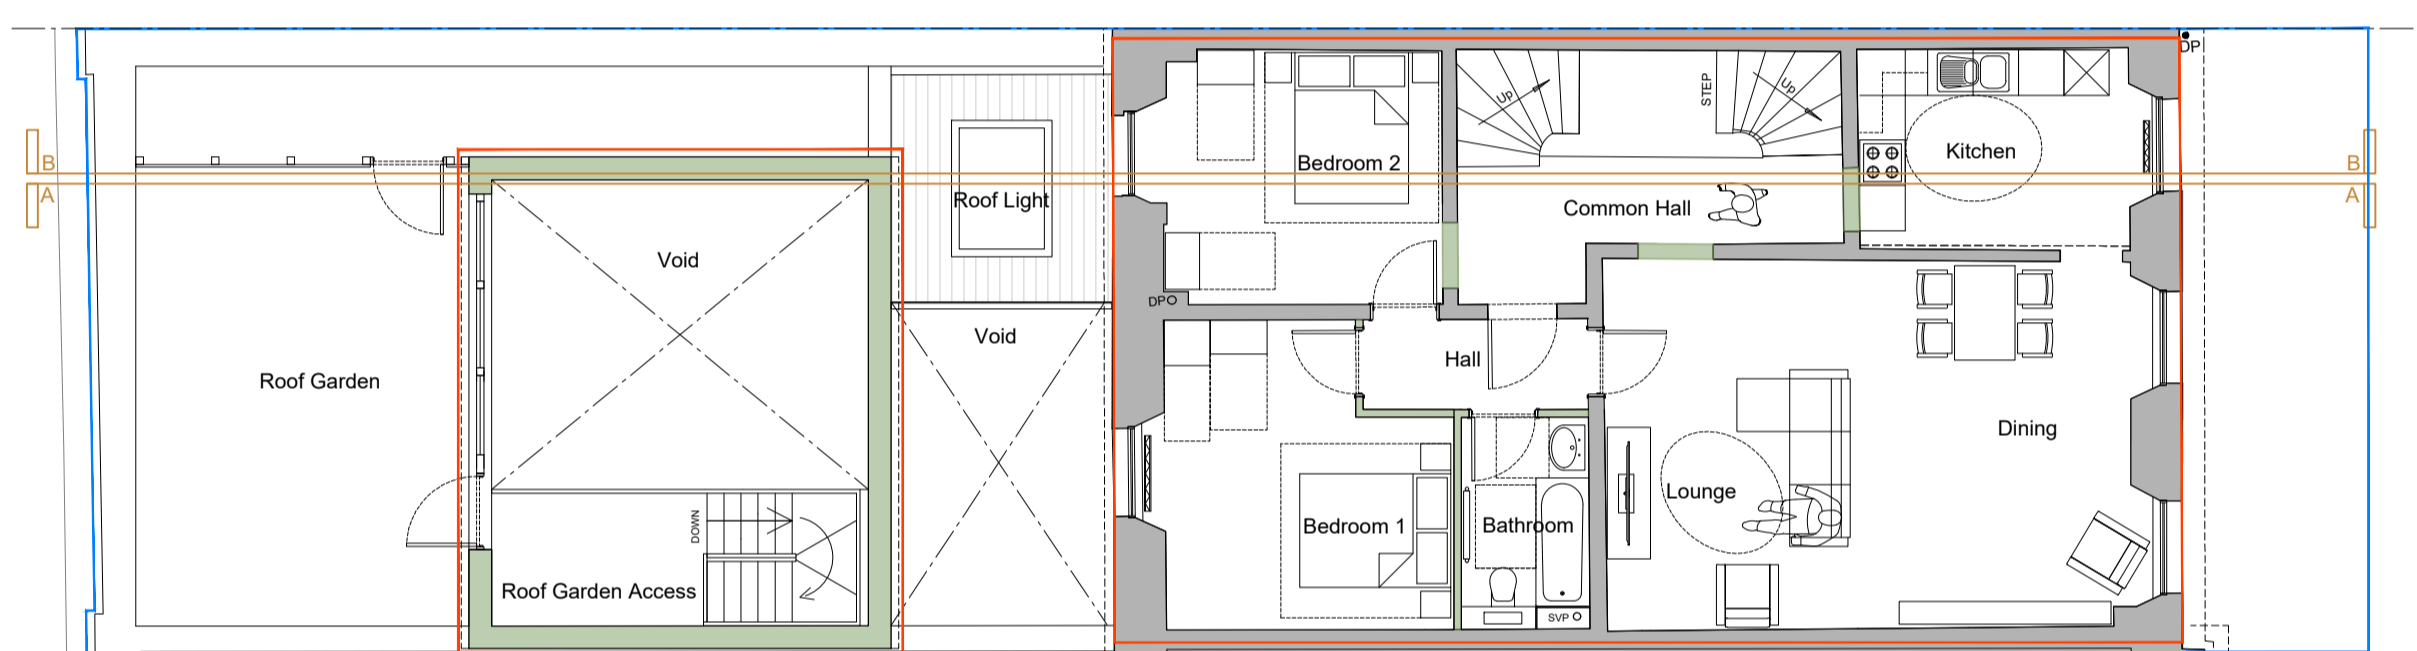 DP
STEP
Up
Up
B
B
Bedroom 2
Kitchen
A
A
Roof Light
Common Hall
Void
DP
Void
Hall
Roof Garden
Dining
Lounge
DOWN
Bedroom 1
Bathroom
Roof Garden Access
SVP